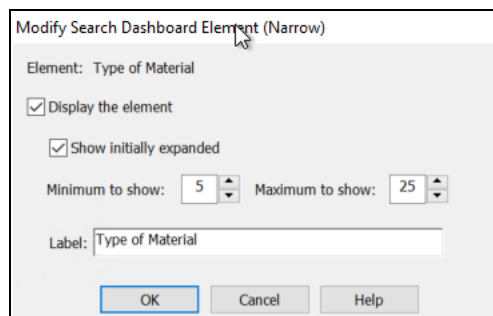 Modify Search Dashboard Element (Narrow)
Element: Type of Material
Display the element
Show initially expanded
Minimum to show: 5 Maximum to show: 25
Label: Type of Material
OK Cancel Help